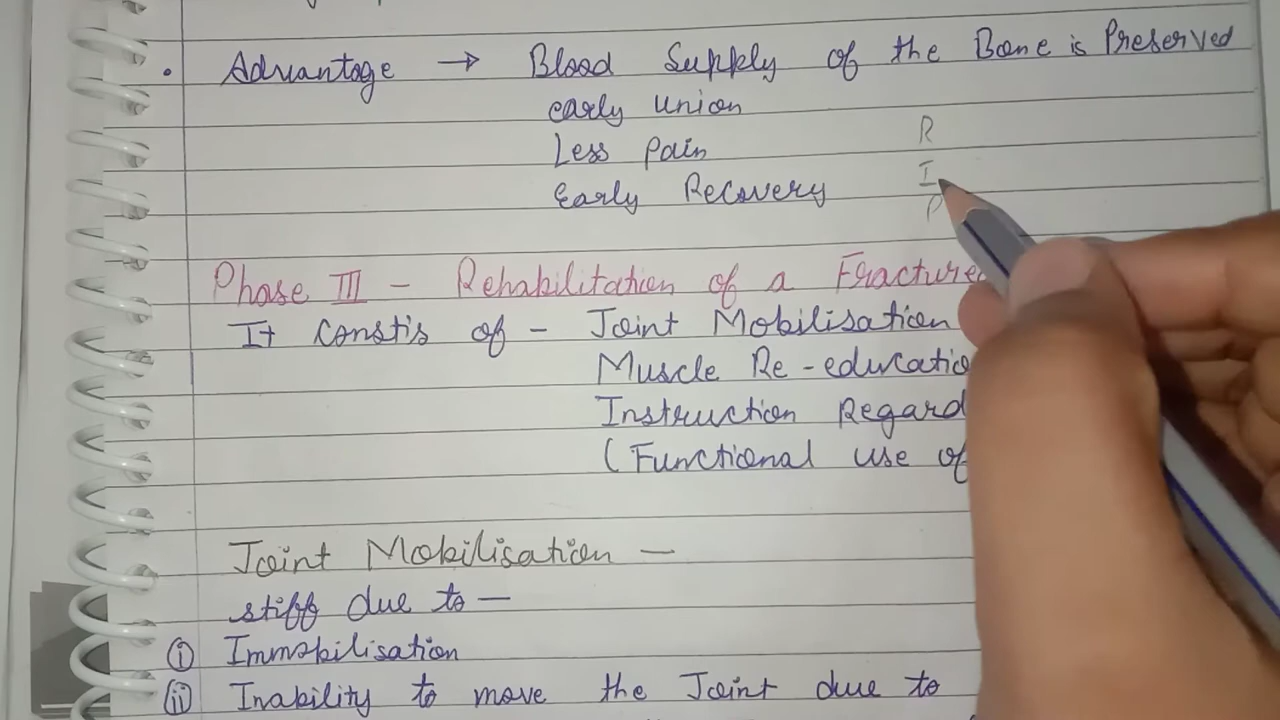 • Advantage → Blood Supply of the Bone is Preserved
early union
Less Pain
Early Recovery
R
I
P
Phase III - Rehabilitation of a Fractured
It constis of - Joint Mobilisation
Muscle Re-educatio
Instruction Regard
(Functional use of
Joint Mobilisation —
stiff due to —
(i) Immobilisation
(ii) Inability to move the Joint due to